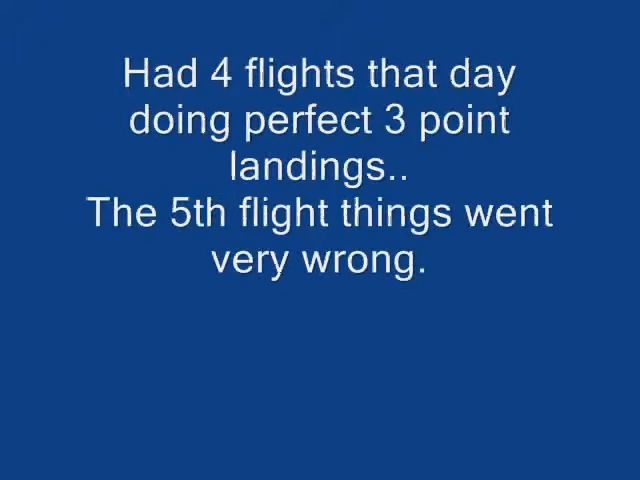 Had 4 flights that day
doing perfect 3 point
landings..
The 5th flight things went
very wrong.